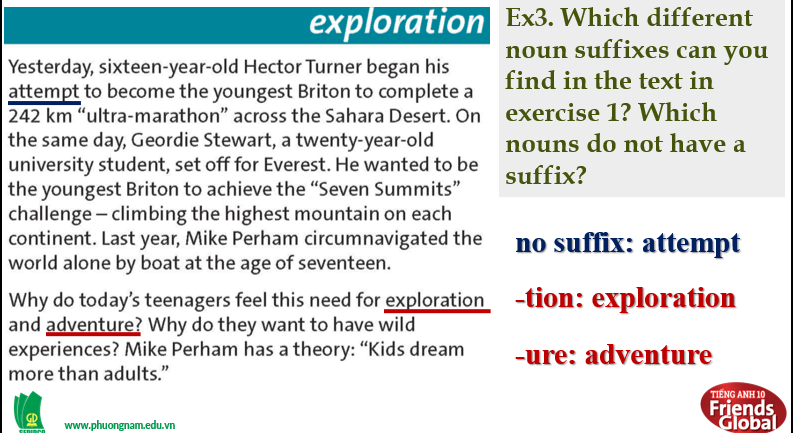 exploration
Yesterday, sixteen-year-old Hector Turner began his
attempt to become the youngest Briton to complete a
242 km “ultra-marathon” across the Sahara Desert. On
the same day, Geordie Stewart, a twenty-year-old
university student, set off for Everest. He wanted to be
the youngest Briton to achieve the “Seven Summits”
challenge – climbing the highest mountain on each
continent. Last year, Mike Perham circumnavigated the
world alone by boat at the age of seventeen.
Why do today’s teenagers feel this need for exploration
and adventure? Why do they want to have wild
experiences? Mike Perham has a theory: “Kids dream
more than adults.”
Ex3. Which different
noun suffixes can you
find in the text in
exercise 1? Which
nouns do not have a
suffix?
no suffix: attempt
-tion: exploration
-ure: adventure
www.phuongnam.edu.vn
TIẾNG ANH 10
Friends
Global